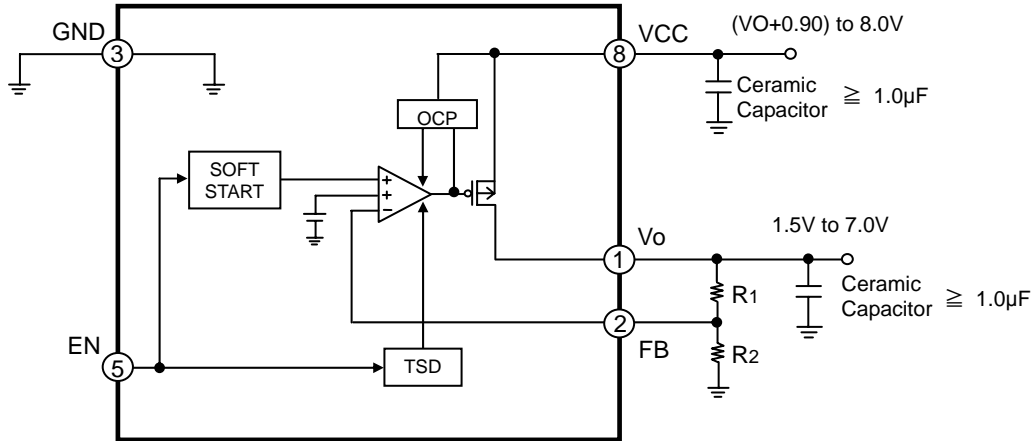 GND
3
VCC
8
(VO+0.90) to 8.0V
Ceramic
Capacitor ≧ 1.0µF
OCP
SOFT
START
+
+
−
Vo
1
1.5V to 7.0V
Ceramic
Capacitor ≧ 1.0µF
R1
2
FB
R2
EN
5
TSD